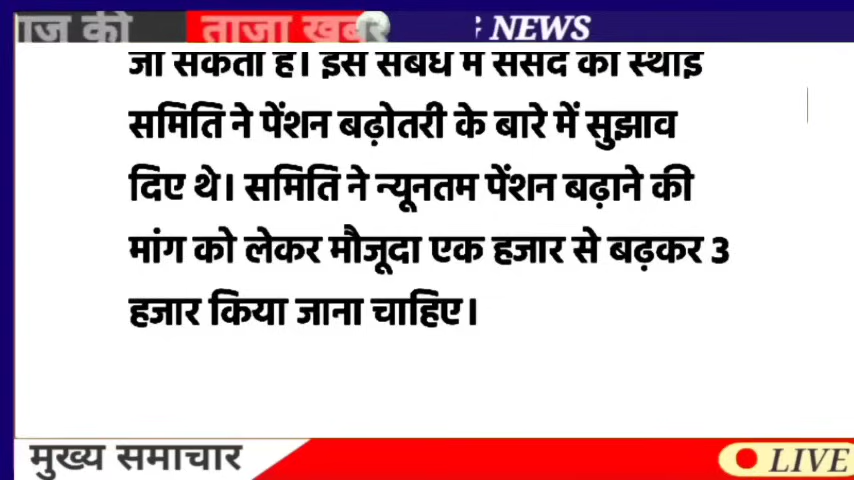 ताजा खबर
NEWS
जा सकता है। इस संबंध में संसद की स्थाई
समिति ने पेंशन बढ़ोतरी के बारे में सुझाव
दिए थे। समिति ने न्यूनतम पेंशन बढ़ाने की
मांग को लेकर मौजूदा एक हजार से बढ़कर 3
हजार किया जाना चाहिए।
मुख्य समाचार
LIVE